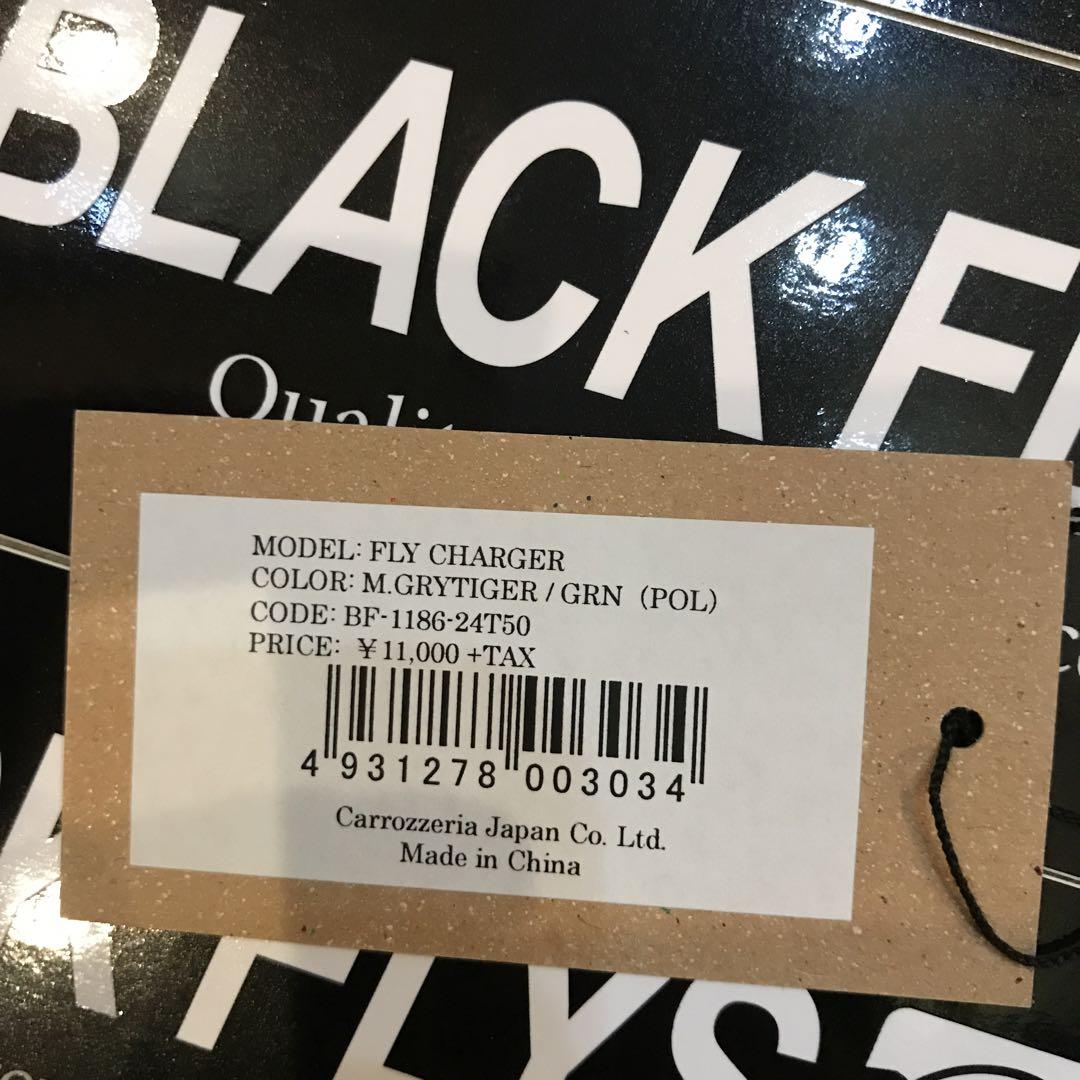 BLACK
MODEL: FLY CHARGER
COLOR: M.GRYTIGER / GRN (POL)
CODE: BF-1186-24T50
PRICE: ¥11,000 +TAX
4 931278 003034
Carrozzeria Japan Co. Ltd.
Made in China
FLYS